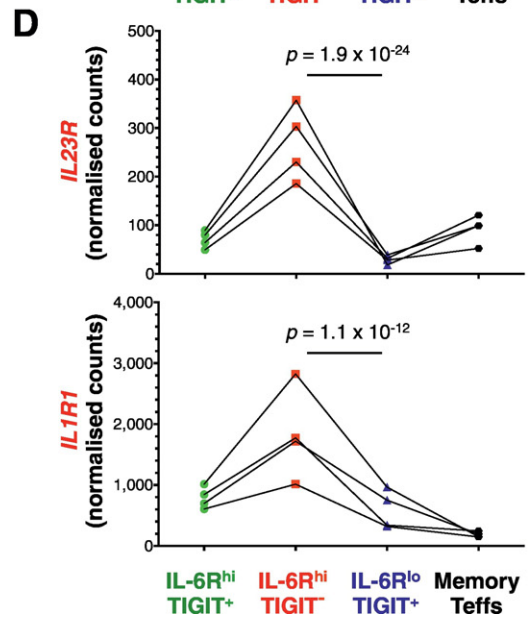 D
500
400
300
200
100
0
IL23R
(normalised counts)
p = 1.9 x 10⁻²⁴
4,000
3,000
2,000
1,000
0
IL1R1
(normalised counts)
p = 1.1 x 10⁻¹²
IL-6Rʰⁱ IL-6Rʰⁱ IL-6Rˡᵒ Memory
TIGIT⁺ TIGIT⁻ TIGIT⁺ Teffs